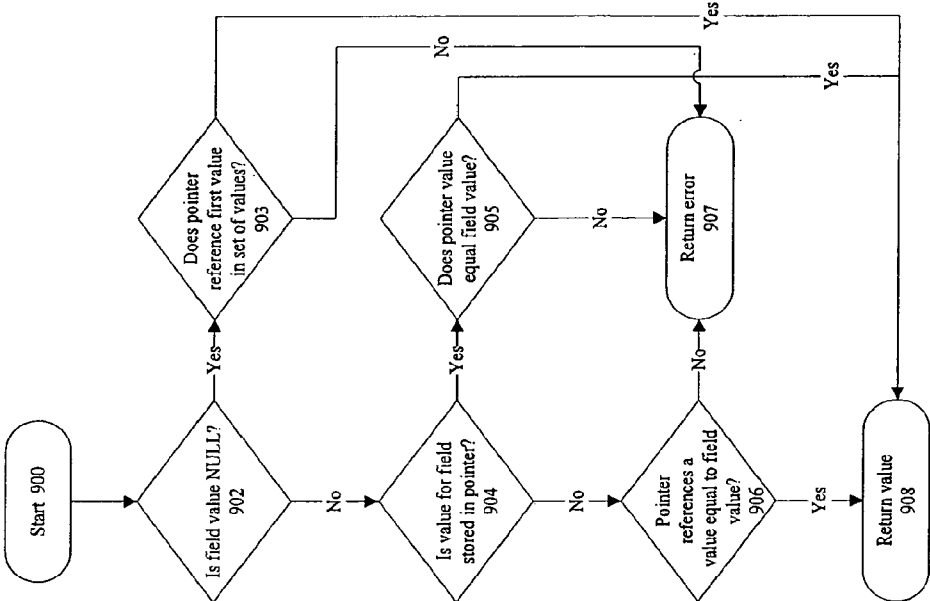 Start 900
Is field value NULL?
902
Yes
Does pointer
reference first value
in set of values?
903
Yes
No
No
Is value for field
stored in pointer?
904
Yes
Does pointer value
equal field value?
905
Yes
No
No
Pointer
references a
value equal to field
value?
906
No
Return error
907
Yes
Return value
908